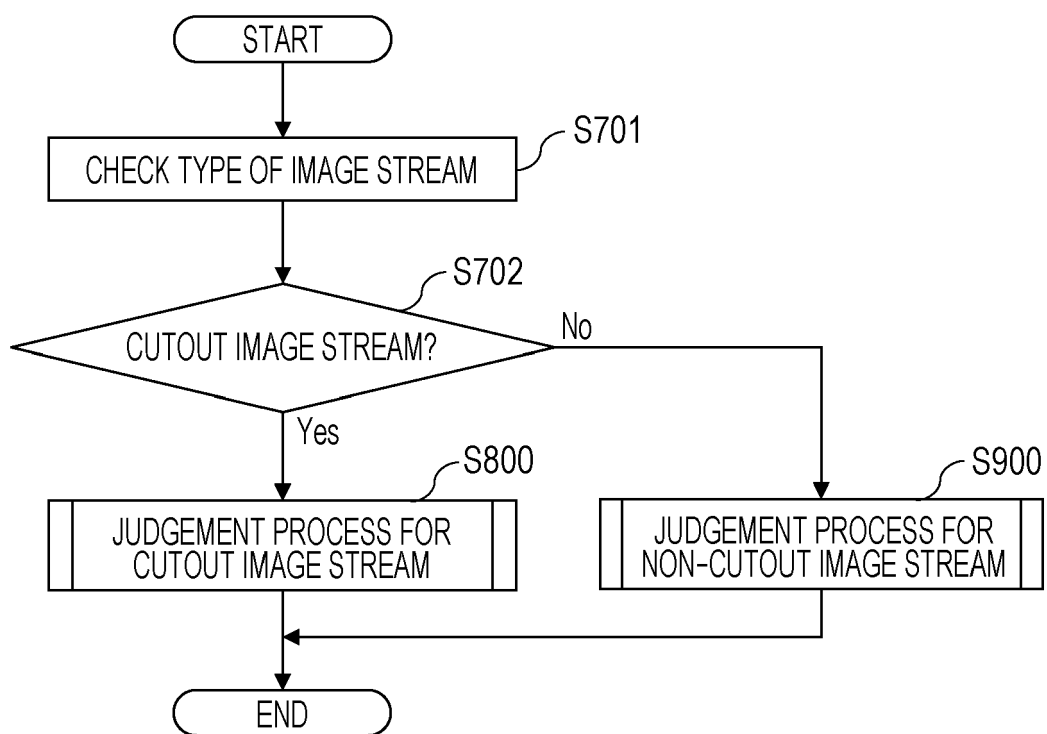 START
S701
CHECK TYPE OF IMAGE STREAM
S702
CUTOUT IMAGE STREAM?
No
Yes
S800
JUDGEMENT PROCESS FOR
CUTOUT IMAGE STREAM
S900
JUDGEMENT PROCESS FOR
NON-CUTOUT IMAGE STREAM
END